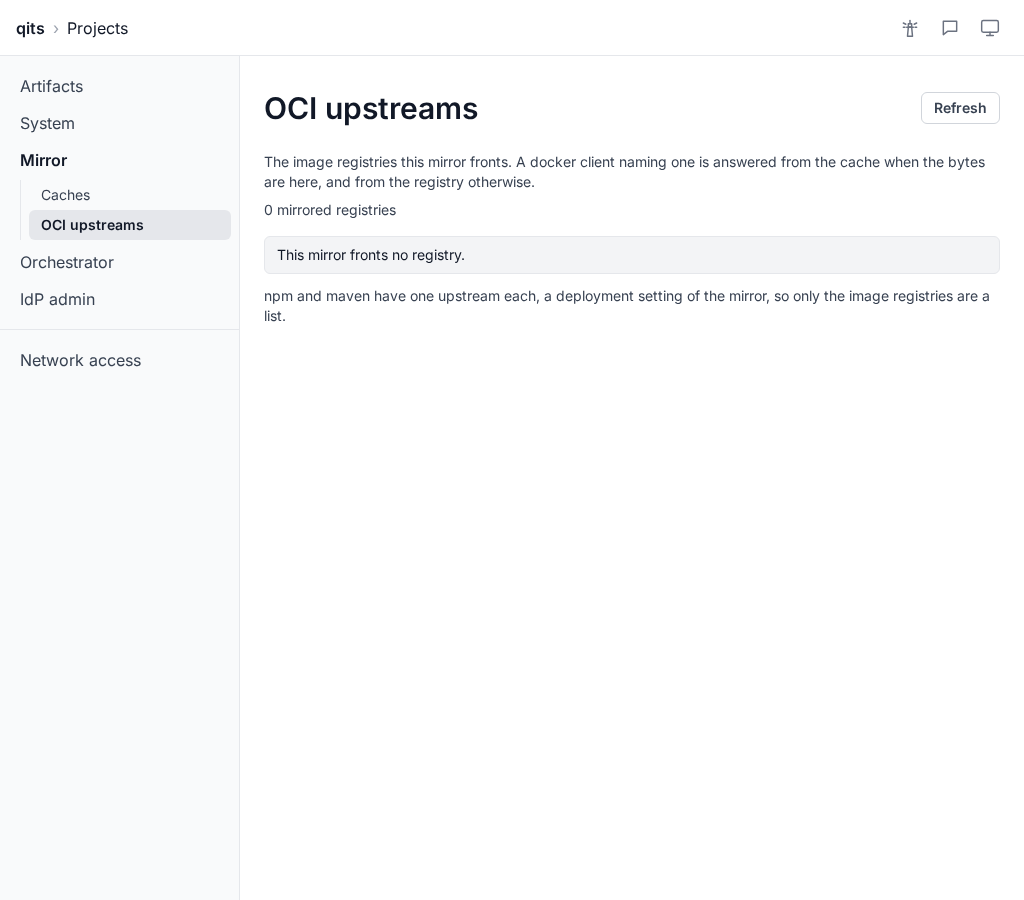 qits › Projects
Artifacts
System
Mirror
Caches
OCI upstreams
Orchestrator
IdP admin
Network access
OCI upstreams
Refresh
The image registries this mirror fronts. A docker client naming one is answered from the cache when the bytes
are here, and from the registry otherwise.
0 mirrored registries
This mirror fronts no registry.
npm and maven have one upstream each, a deployment setting of the mirror, so only the image registries are a
list.